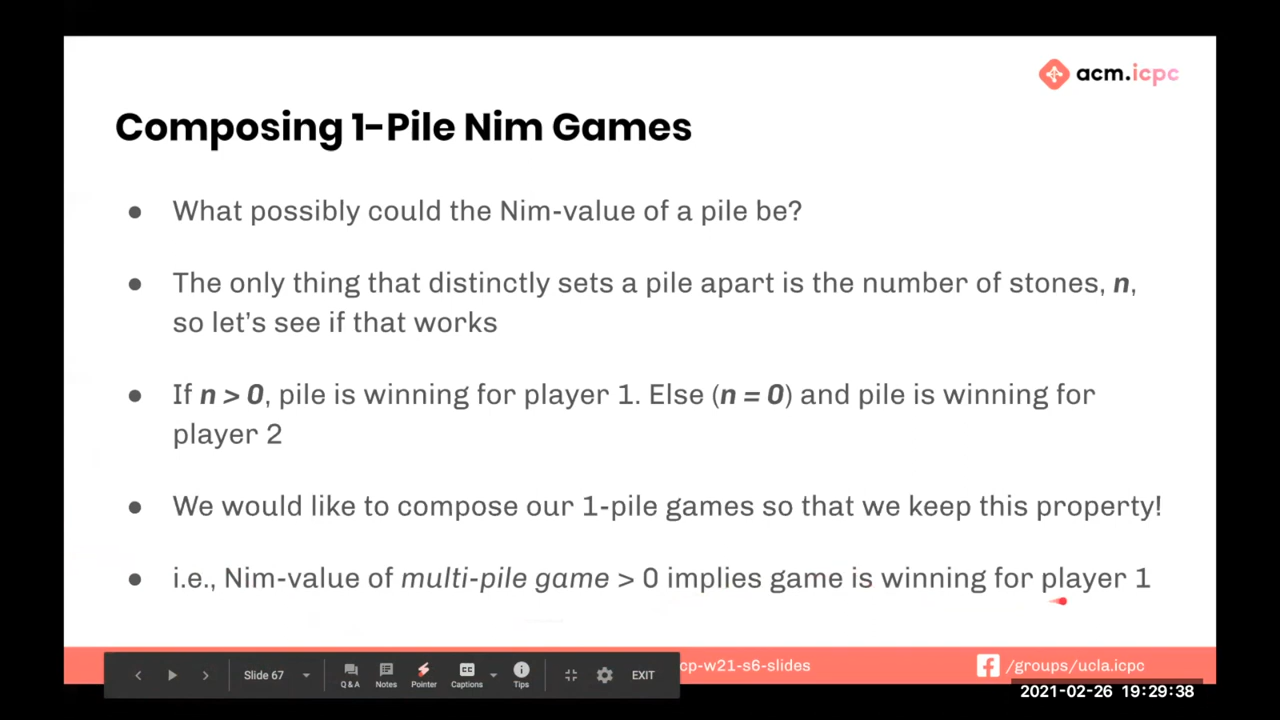 acm.icpc
Composing 1-Pile Nim Games
● What possibly could the Nim-value of a pile be?
● The only thing that distinctly sets a pile apart is the number of stones, n,
so let's see if that works
● If n > 0, pile is winning for player 1. Else (n = 0) and pile is winning for
player 2
● We would like to compose our 1-pile games so that we keep this property!
● i.e., Nim-value of multi-pile game > 0 implies game is winning for player 1
Slide 67
Q & A
Notes
Pointer
CC
Captions
Tips
EXIT
cp-w21-s6-slides
/groups/ucla.icpc
2021-02-26 19:29:38